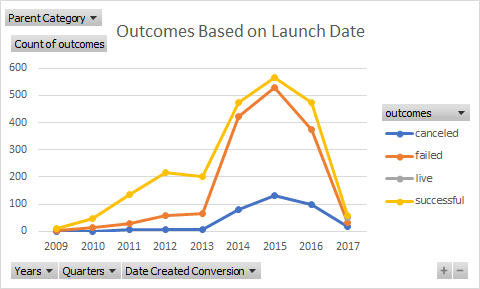 Parent Category
Outcomes Based on Launch Date
Count of outcomes
600
500
400
300
200
100
0
2009 2010 2011 2012 2013 2014 2015 2016 2017
outcomes
canceled
failed
live
successful
Years Quarters Date Created Conversion